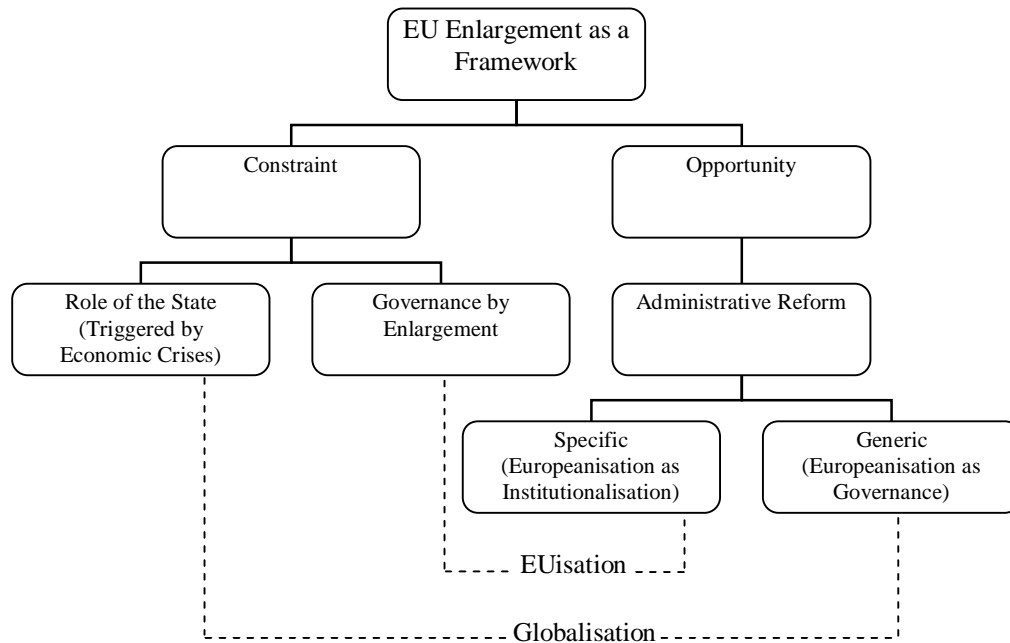 EU Enlargement as a
Framework
Constraint
Opportunity
Role of the State
(Triggered by
Economic Crises)
Governance by
Enlargement
Administrative Reform
Specific
(Europeanisation as
Institutionalisation)
Generic
(Europeanisation as
Governance)
EUisation
Globalisation